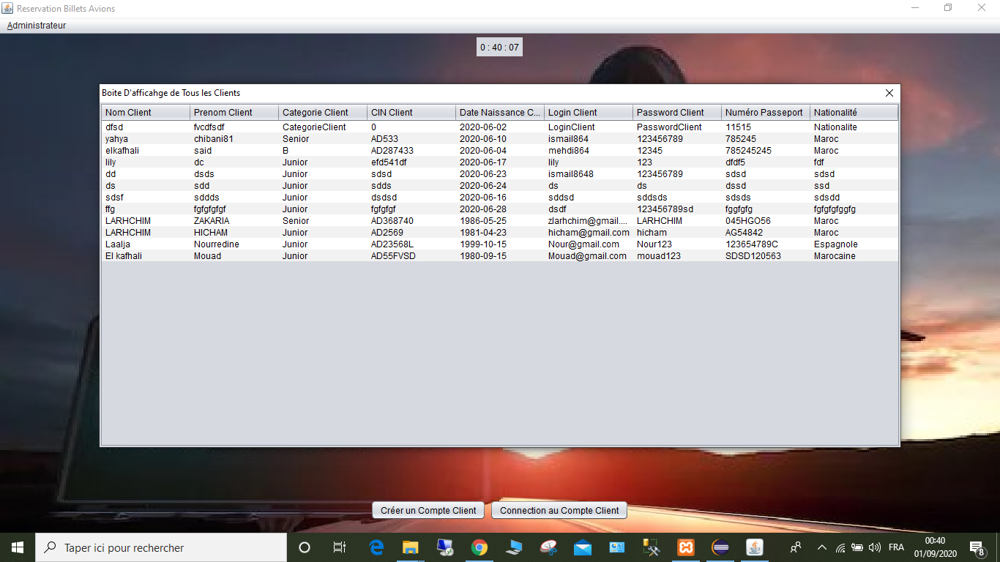 Reservation Billets Avions
Administrateur
0 : 40 : 07
Boite D'afficahge de Tous les Clients
Nom Client Prenom Client Categorie Client CIN Client Date Naissance C... Login Client Password Client Numéro Passeport Nationalité
dfsd fvcdfsdf CategorieClient 0 2020-06-02 LoginClient PasswordClient 11515 Nationalite
yahya chibani81 Senior AD533 2020-06-10 ismail864 123456789 785245 Maroc
elkafhali said B AD287433 2020-06-04 mehdi864 12345 785245245 Maroc
lily dc Junior efd541df 2020-06-17 lily 123 dfdf5 fdf
dd dsds Junior sdsd 2020-06-23 ismail8648 123456789 sdsd sdsd
ds sdd Junior sdds 2020-06-24 ds ds dssd ssd
sdsf sddds Junior dsdsd 2020-06-16 sddsd sddsds sdsds sdsdd
ffg fgfgfgfgf Junior fgfgfgf 2020-06-28 dsdf 123456789sd fggfgfg fgfgfgfggfg
LARHCHIM ZAKARIA Senior AD368740 1986-05-25 zlarhchim@gmail.... LARHCHIM 045HGO56 Maroc
LARHCHIM HICHAM Junior AD2569 1981-04-23 hicham@gmail.com hicham AG54842 Maroc
Laalja Nourredine Junior AD23568L 1999-10-15 Nour@gmail.com Nour123 123654789C Espagnole
El kafhali Mouad Junior AD55FVSD 1980-09-15 Mouad@gmail.com mouad123 SDSD120563 Marocaine
Créer un Compte Client Connection au Compte Client
Taper ici pour rechercher
FRA
00:40
01/09/2020
8